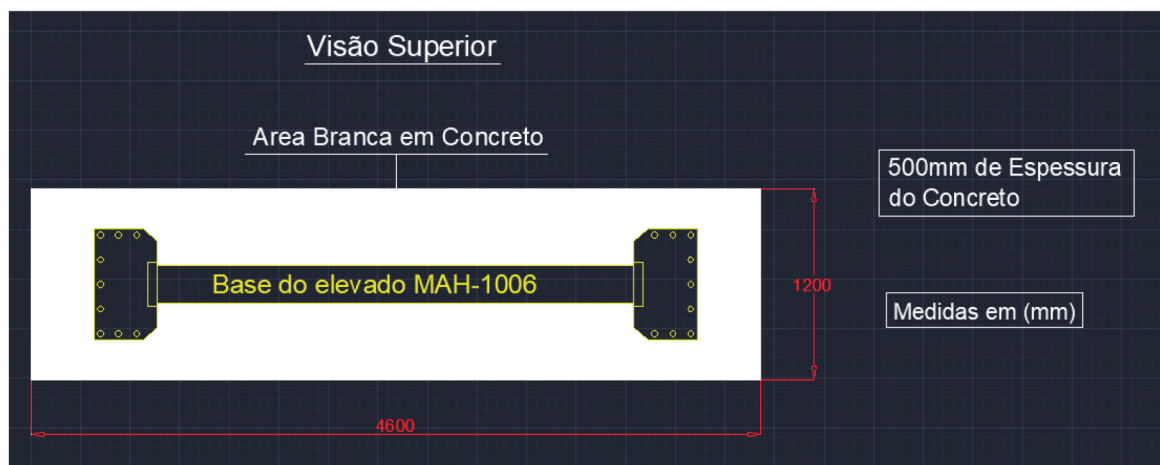 Visão Superior
Area Branca em Concreto
500mm de Espessura
do Concreto
Base do elevado MAH-1006
1200
Medidas em (mm)
4600